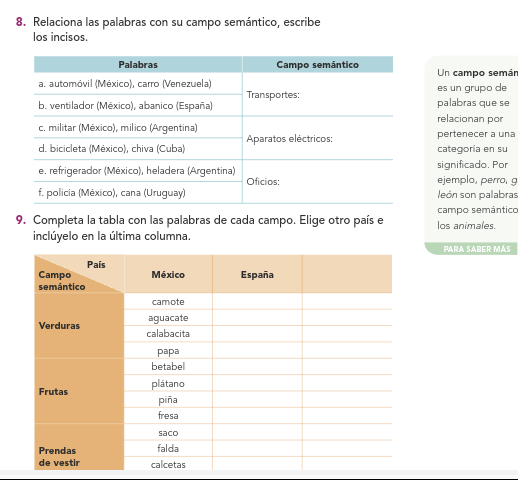 8. Relaciona las palabras con su campo semántico, escribe
los incisos.
Palabras
Campo semántico
a. automóvil (México), carro (Venezuela)
b. ventilador (México), abanico (España)
Transportes:
c. militar (México), milico (Argentina)
d. bicicleta (México), chiva (Cuba)
Aparatos eléctricos:
e. refrigerador (México), heladera (Argentina)
f. policía (México), cana (Uruguay)
Oficios:
Un campo semán
es un grupo de
palabras que se
relacionan por
pertenecer a una
categoría en su
significado. Por
ejemplo, perro, g
león son palabras
campo semántico
los animales.
PARA SABER MÁS
9. Completa la tabla con las palabras de cada campo. Elige otro país e
inclúyelo en la última columna.
País
Campo
semántico
México
España
Verduras
camote
aguacate
calabacita
papa
Frutas
betabel
plátano
piña
fresa
Prendas
de vestir
saco
falda
calcetas